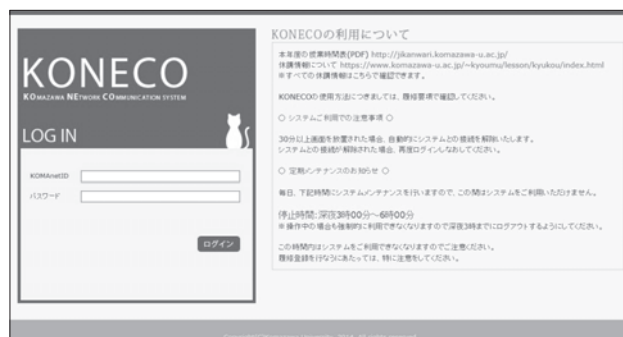 KONECO
KOMAZAWA NETWORK COMMUNICATION SYSTEM
LOG IN
KOMAnetID
パスワード
ログイン
KONECOの利用について
本年度の授業時間表(PDF) http://jikanwari.komazawa-u.ac.jp/
休講情報について https://www.komazawa-u.ac.jp/~kyoumu/lesson/kyukou/index.html
※すべての休講情報はこちらで確認できます。
KONECOの使用方法につきましては、履修要項で確認してください。
○ システムご利用での注意事項 ○
30分以上画面を放置された場合、自動的にシステムとの接続を解除いたします。
システムとの接続が解除された場合、再度ログインしなおしてください。
○ 定期メンテナンスのお知らせ ○
毎日、下記時間にシステムメンテナンスを行いますので、この間はシステムをご利用いただけません。
停止時間:深夜3時00分～6時00分
※操作中の場合も強制的に利用できなくなりますので深夜3時までにログアウトするようにしてください。
この時間内はシステムをご利用できなくなりますのでご注意ください。
履修登録を行なうにあたっては、特に注意をしてください。